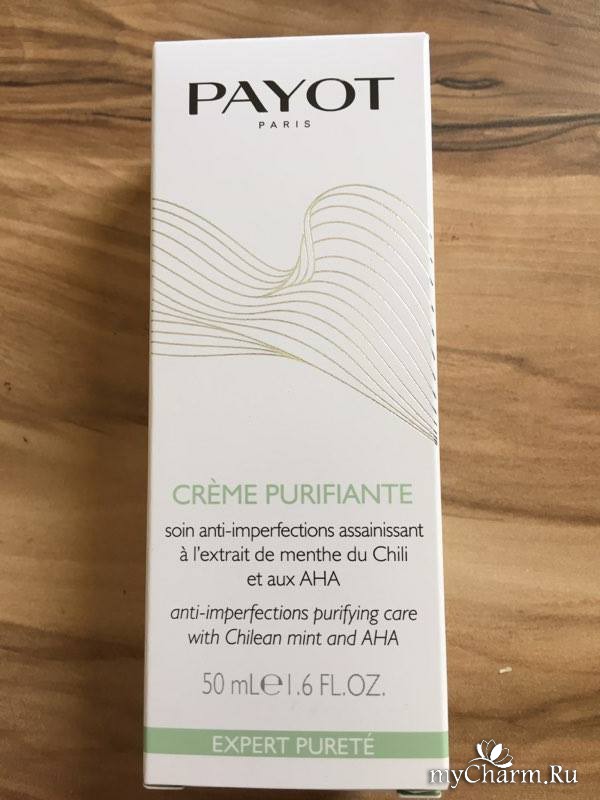 PAYOT
PARIS
CRÈME PURIFIANTE
soin anti-imperfections assainissant
à l'extrait de menthe du Chili
et aux AHA
anti-imperfections purifying care
with Chilean mint and AHA
50 mL℮1.6 FL.OZ.
EXPERT PURETÉ
myCharm.Ru